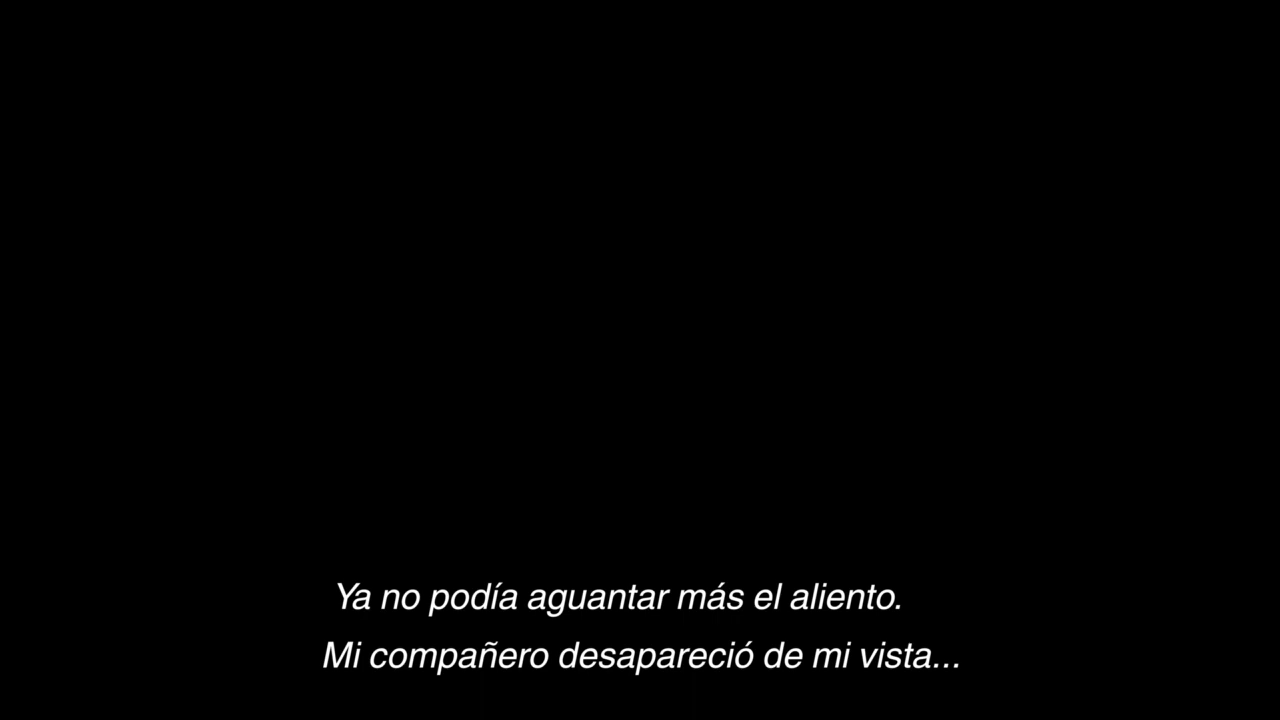 Ya no podía aguantar más el aliento.
Mi compañero desapareció de mi vista...